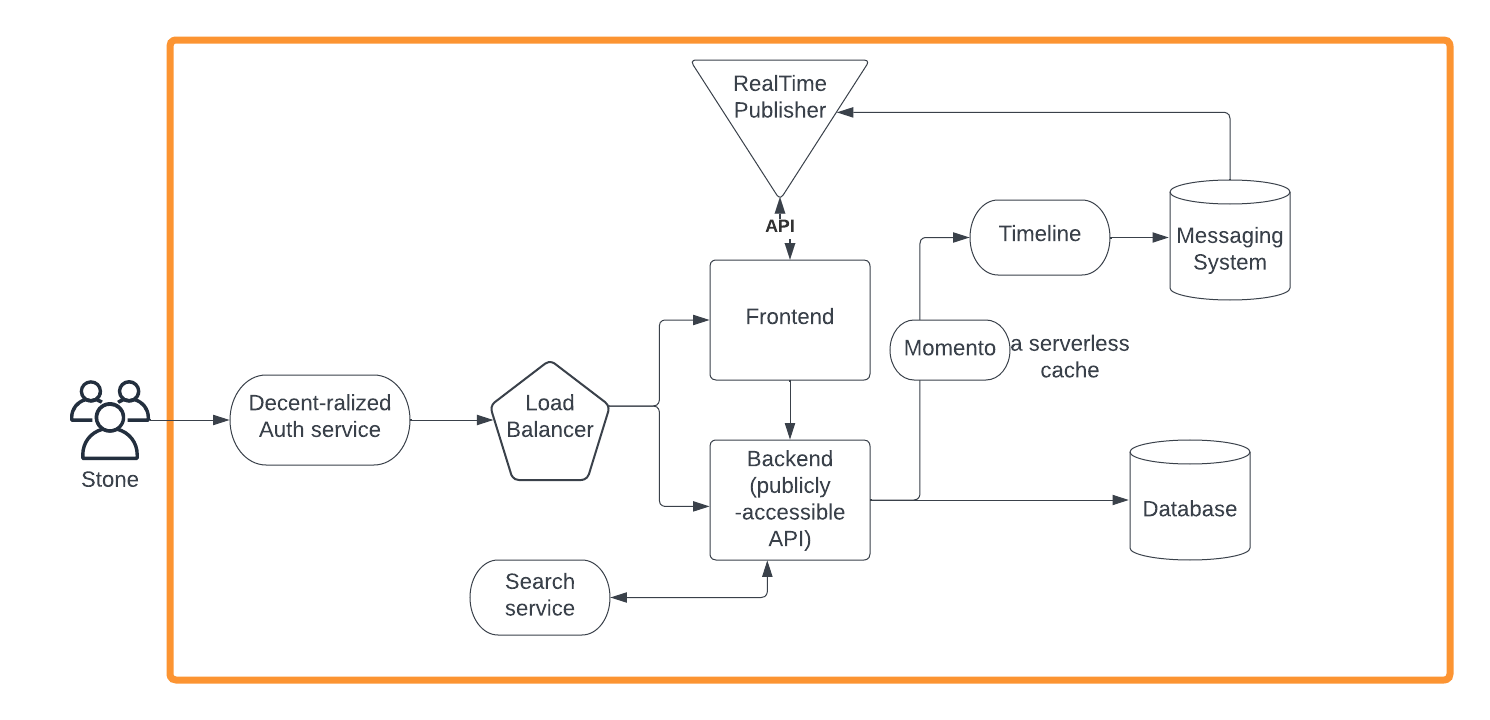 RealTime
Publisher
API
Timeline
Messaging
System
Frontend
Momento
a serverless
cache
Decent-ralized
Auth service
Load
Balancer
Stone
Backend
(publicly
-accessible
API)
Database
Search
service